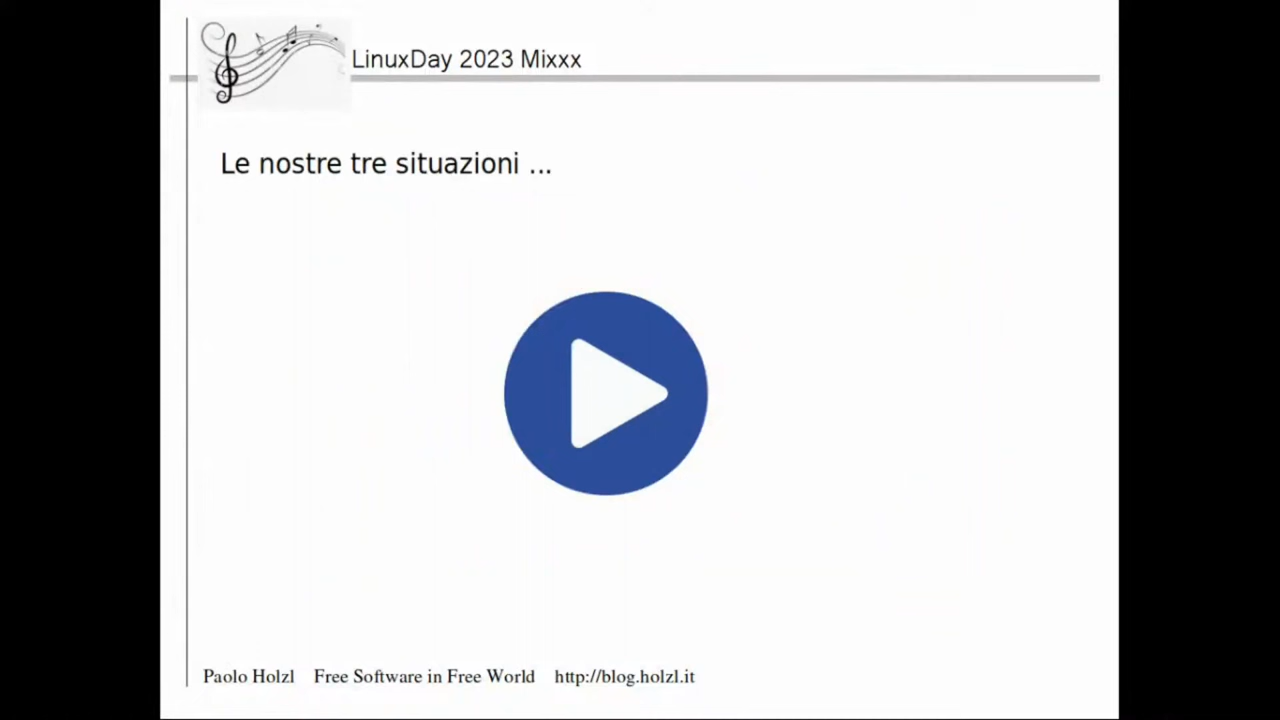 LinuxDay 2023 Mixxx
Le nostre tre situazioni ...
Paolo Holzl Free Software in Free World http://blog.holzl.it